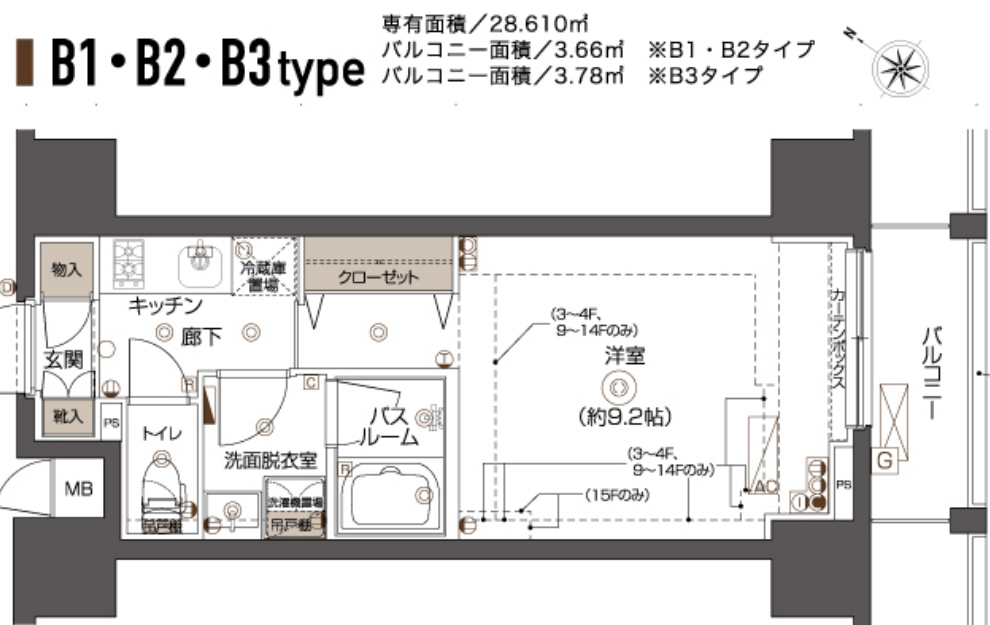 B1・B2・B3type
専有面積／28.610㎡
バルコニー面積／3.66㎡　※B1・B2タイプ
バルコニー面積／3.78㎡　※B3タイプ
N
物入
冷蔵庫
置場
クローゼット
キッチン
廊下
玄関
靴入
PS
R
トイレ
吊戸棚
MB
C
洗面脱衣室
洗濯機置場
吊戸棚
バス
ルーム
R
(3〜4F、
9〜14Fのみ)
洋室
(約9.2帖)
(3〜4F、
9〜14Fのみ)
(15Fのみ)
AC
カーテンボックス
PS
バルコニー
G